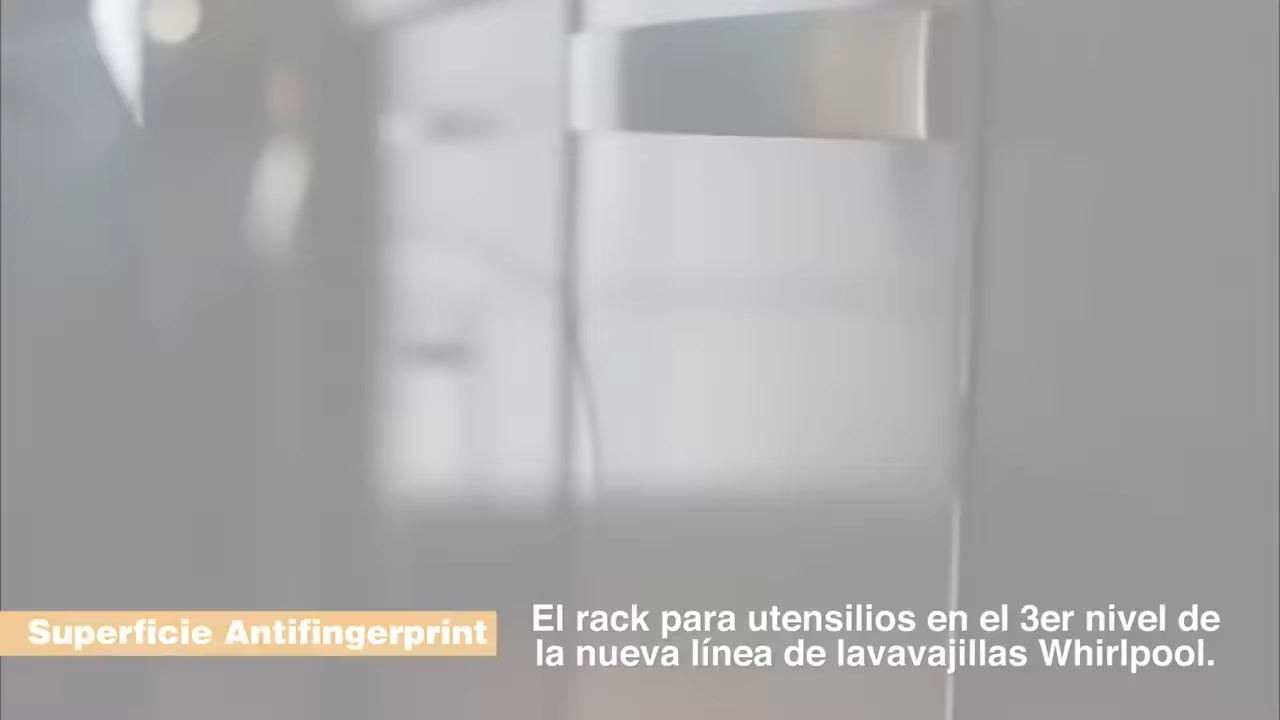 Superficie Antifingerprint
El rack para utensilios en el 3er nivel de
la nueva línea de lavavajillas Whirlpool.